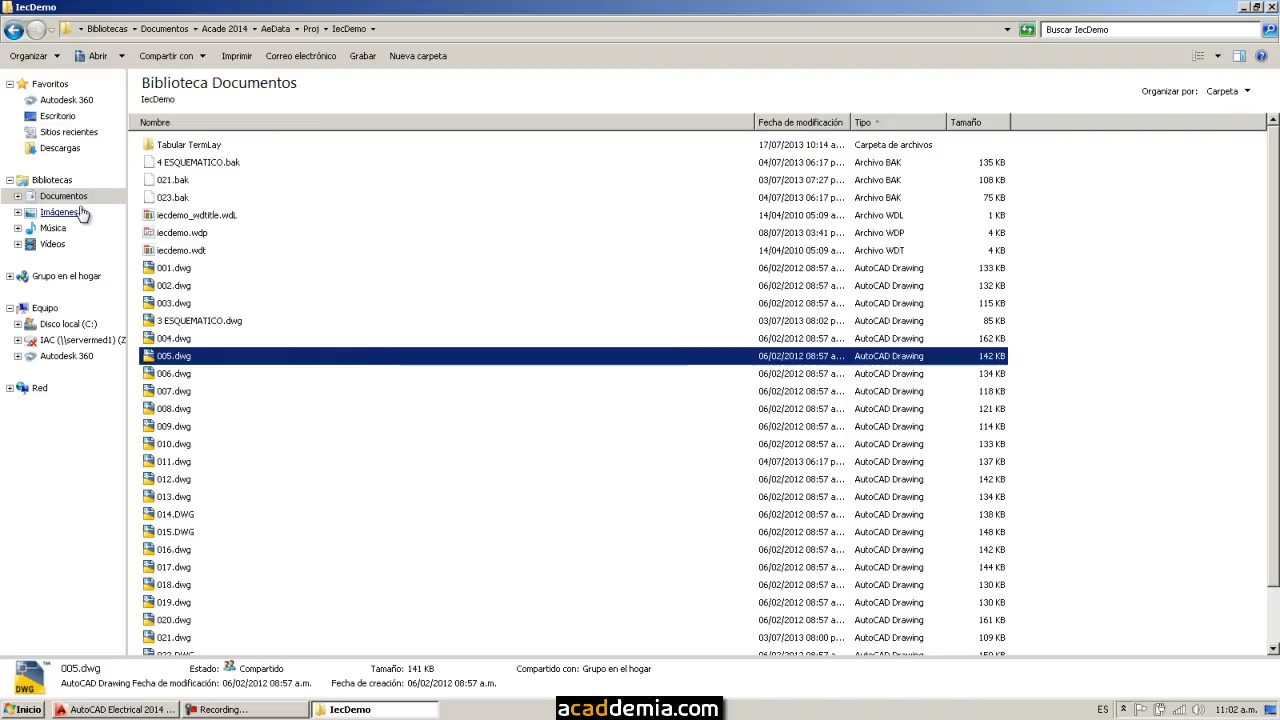 IecDemo
Bibliotecas Documentos Acade 2014 AeData Proj IecDemo
Buscar IecDemo
Organizar Abrir Compartir con Imprimir Correo electrónico Grabar Nueva carpeta
Favoritos
Autodesk 360
Escritorio
Sitios recientes
Descargas
Bibliotecas
Documentos
Imágenes
Música
Vídeos
Grupo en el hogar
Equipo
Disco local (C:)
IAC (\\servermed1) (Z
Autodesk 360
Red
Biblioteca Documentos
IecDemo
Organizar por: Carpeta
Nombre Fecha de modificación Tipo Tamaño
Tabular TermLay 17/07/2013 10:14 a... Carpeta de archivos
4 ESQUEMATICO.bak 04/07/2013 06:17 p... Archivo BAK 135 KB
021.bak 03/07/2013 07:27 p... Archivo BAK 108 KB
023.bak 04/07/2013 06:17 p... Archivo BAK 75 KB
iecdemo_wdtitle.wdL 14/04/2010 05:09 a... Archivo WDL 1 KB
iecdemo.wdp 08/07/2013 03:41 p... Archivo WDP 4 KB
iecdemo.wdt 14/04/2010 05:09 a... Archivo WDT 4 KB
001.dwg 06/02/2012 08:57 a... AutoCAD Drawing 133 KB
002.dwg 06/02/2012 08:57 a... AutoCAD Drawing 132 KB
003.dwg 06/02/2012 08:57 a... AutoCAD Drawing 115 KB
3 ESQUEMATICO.dwg 03/07/2013 08:02 p... AutoCAD Drawing 85 KB
004.dwg 06/02/2012 08:57 a... AutoCAD Drawing 162 KB
005.dwg 06/02/2012 08:57 a... AutoCAD Drawing 142 KB
006.dwg 06/02/2012 08:57 a... AutoCAD Drawing 134 KB
007.dwg 06/02/2012 08:57 a... AutoCAD Drawing 118 KB
008.dwg 06/02/2012 08:57 a... AutoCAD Drawing 121 KB
009.dwg 06/02/2012 08:57 a... AutoCAD Drawing 114 KB
010.dwg 06/02/2012 08:57 a... AutoCAD Drawing 133 KB
011.dwg 04/07/2013 06:17 p... AutoCAD Drawing 137 KB
012.dwg 06/02/2012 08:57 a... AutoCAD Drawing 142 KB
013.dwg 06/02/2012 08:57 a... AutoCAD Drawing 134 KB
014.DWG 06/02/2012 08:57 a... AutoCAD Drawing 138 KB
015.DWG 06/02/2012 08:57 a... AutoCAD Drawing 148 KB
016.dwg 06/02/2012 08:57 a... AutoCAD Drawing 142 KB
017.dwg 06/02/2012 08:57 a... AutoCAD Drawing 144 KB
018.dwg 06/02/2012 08:57 a... AutoCAD Drawing 130 KB
019.dwg 06/02/2012 08:57 a... AutoCAD Drawing 130 KB
020.dwg 06/02/2012 08:57 a... AutoCAD Drawing 161 KB
021.dwg 03/07/2013 08:00 p... AutoCAD Drawing 109 KB
005.dwg Estado: Compartido Tamaño: 141 KB Compartido con: Grupo en el hogar
AutoCAD Drawing Fecha de modificación: 06/02/2012 08:57 a.m. Fecha de creación: 06/02/2012 08:57 a.m.
DWG
Inicio AutoCAD Electrical 2014 ... Recording... IecDemo
acaddemia.com
ES 11:02 a.m.